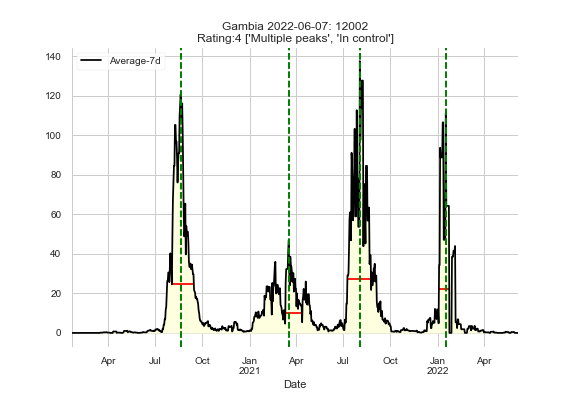 Gambia 2022-06-07: 12002
Rating:4 ['Multiple peaks', 'In control']
Average-7d
140
120
100
80
60
40
20
0
Apr Jul Oct Jan Apr Jul Oct Jan Apr
2021 2022
Date